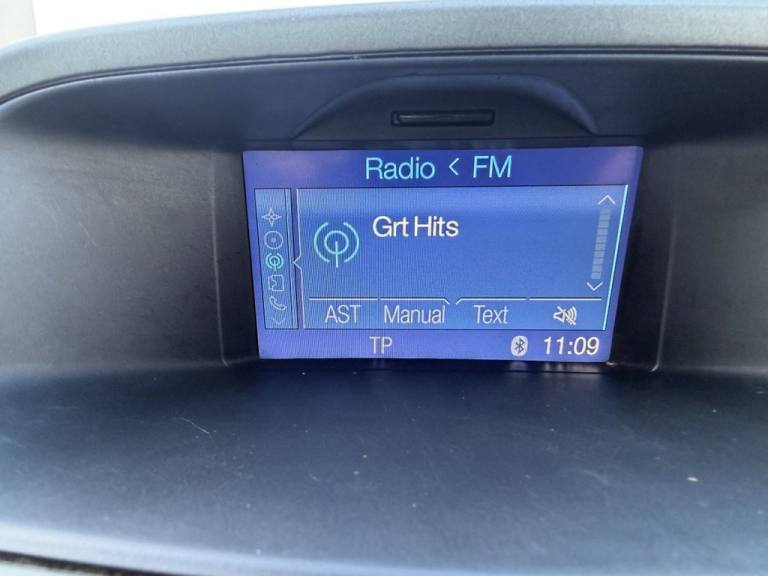 Radio < FM
Grt Hits
AST Manual Text
TP 11:09